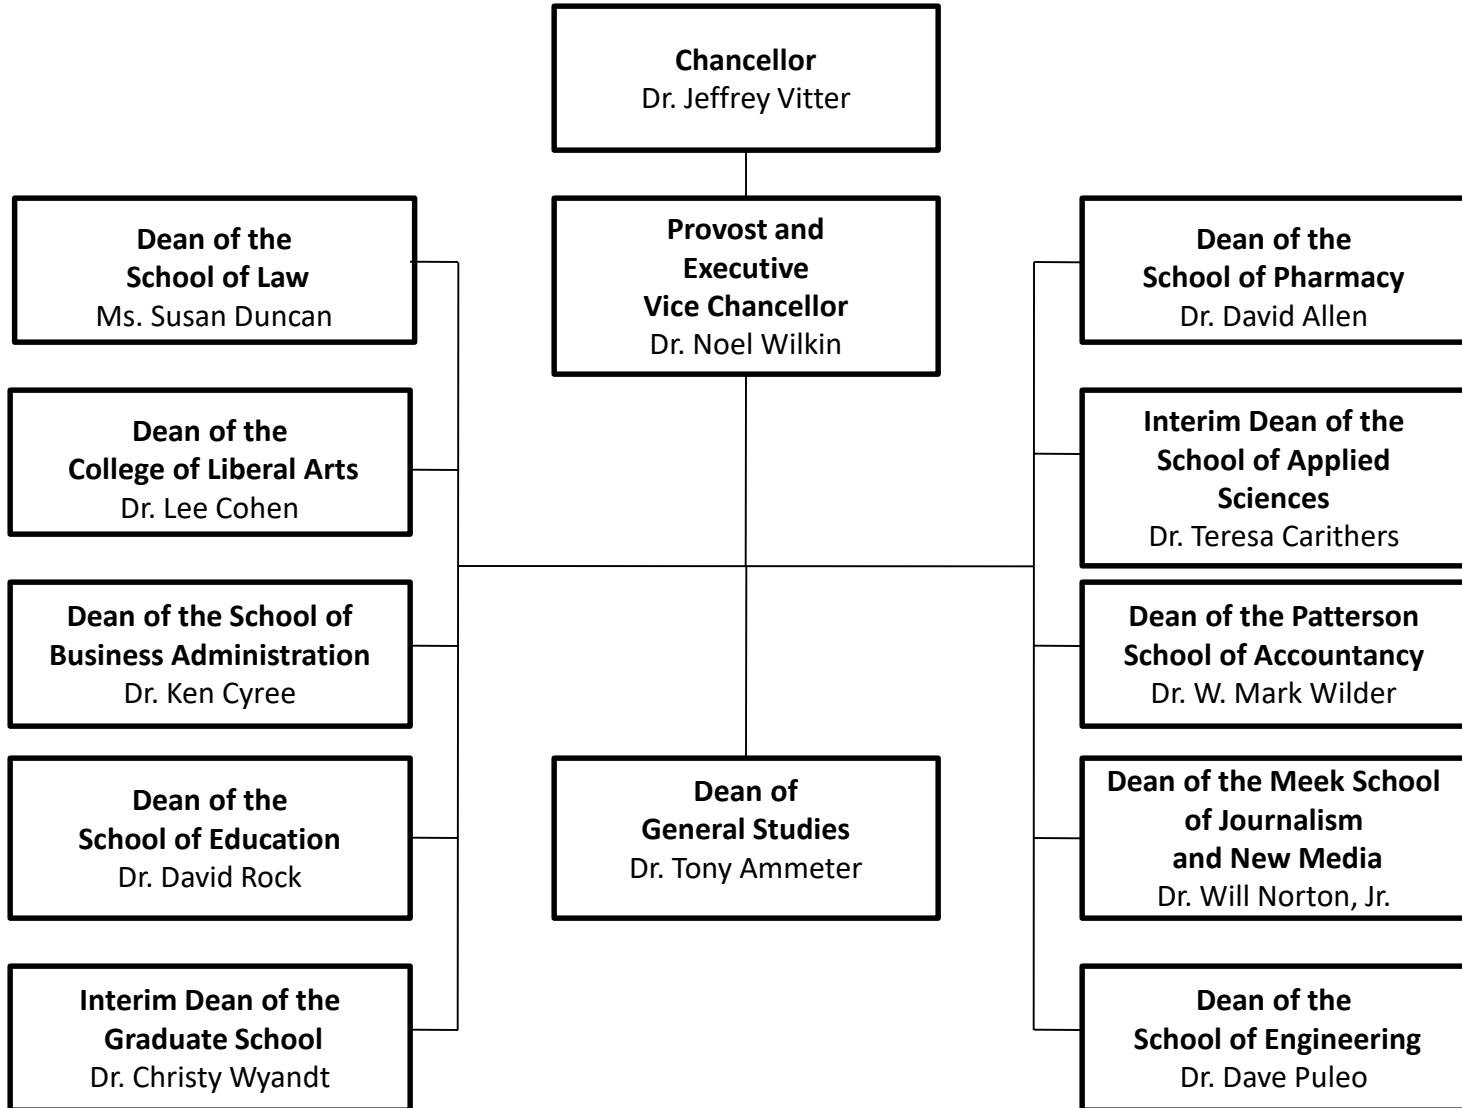 Chancellor
Dr. Jeffrey Vitter
Provost and
Executive
Vice Chancellor
Dr. Noel Wilkin
Dean of the
School of Law
Ms. Susan Duncan
Dean of the
College of Liberal Arts
Dr. Lee Cohen
Dean of the School of
Business Administration
Dr. Ken Cyree
Dean of the
School of Education
Dr. David Rock
Interim Dean of the
Graduate School
Dr. Christy Wyandt
Dean of
General Studies
Dr. Tony Ammeter
Dean of the
School of Pharmacy
Dr. David Allen
Interim Dean of the
School of Applied
Sciences
Dr. Teresa Carithers
Dean of the Patterson
School of Accountancy
Dr. W. Mark Wilder
Dean of the Meek School
of Journalism
and New Media
Dr. Will Norton, Jr.
Dean of the
School of Engineering
Dr. Dave Puleo